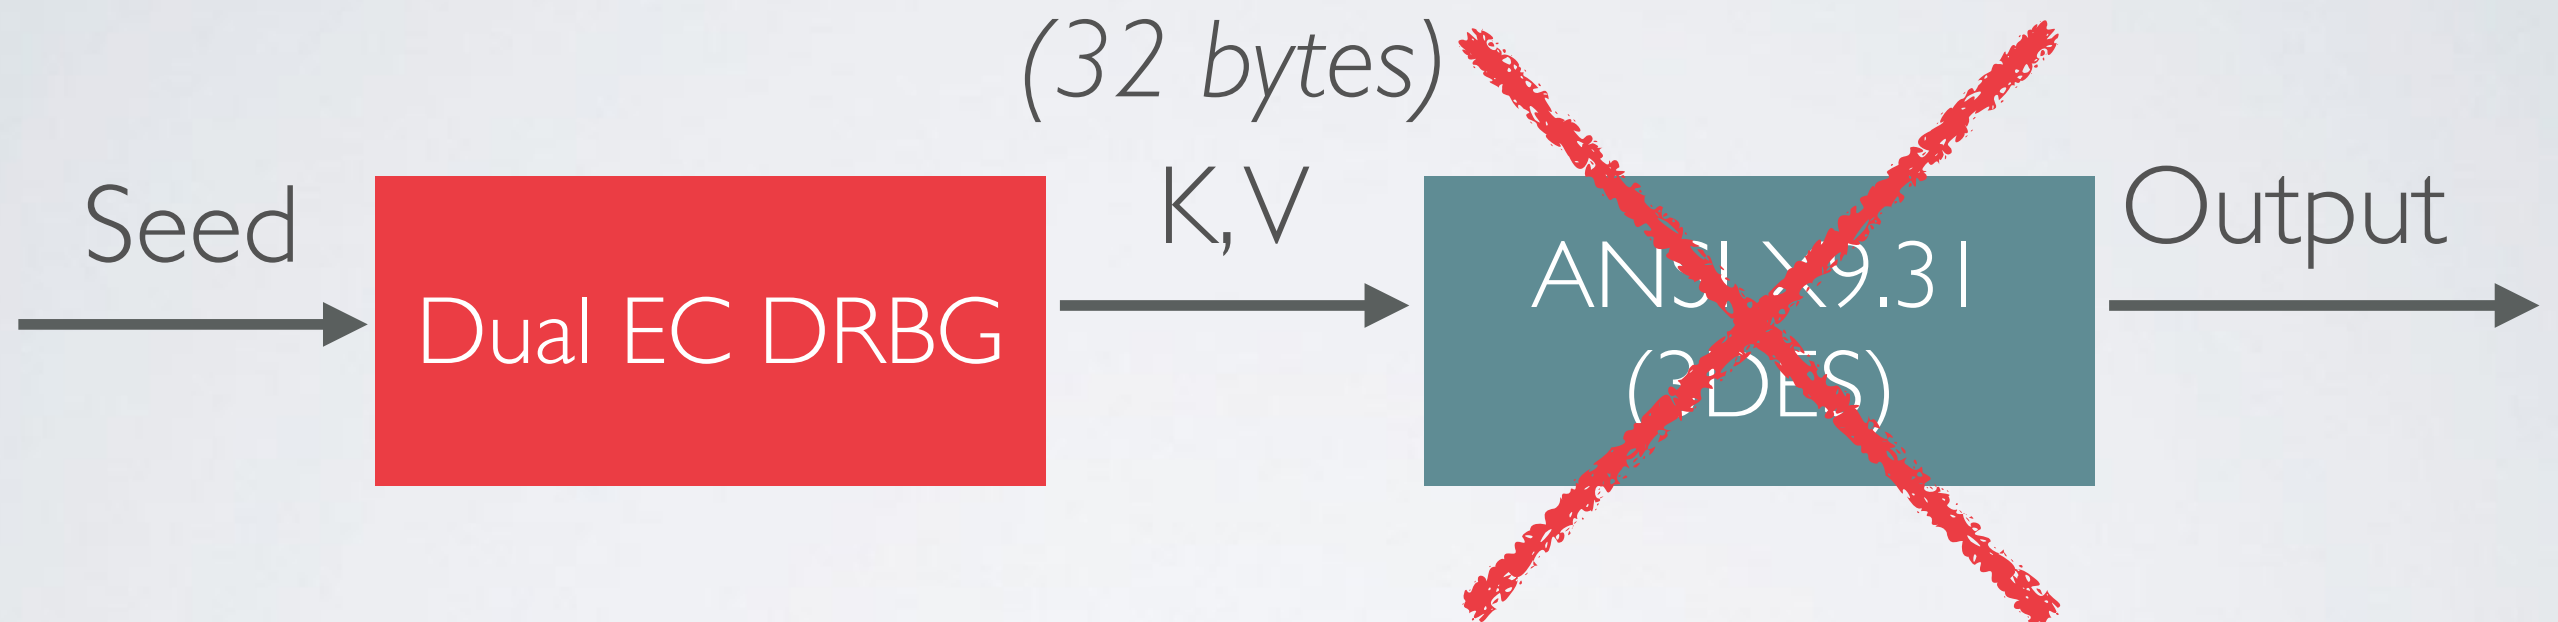 Seed
Dual EC DRBG
(32 bytes)
K,V
ANSI X9.31
(3DES)
Output